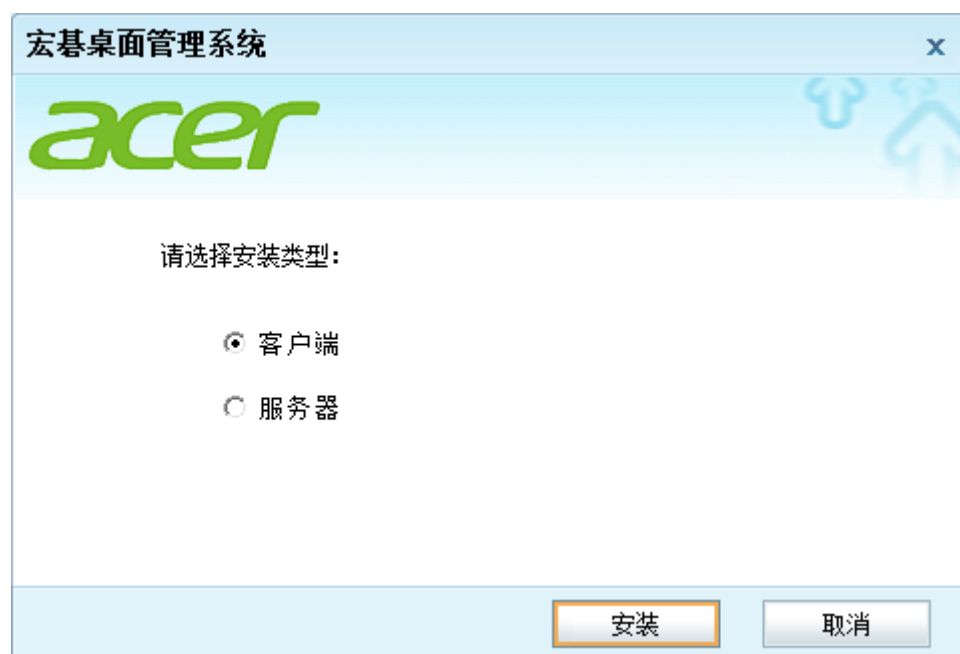 宏碁桌面管理系统
x
acer
请选择安装类型：
客户端
服务器
安装
取消